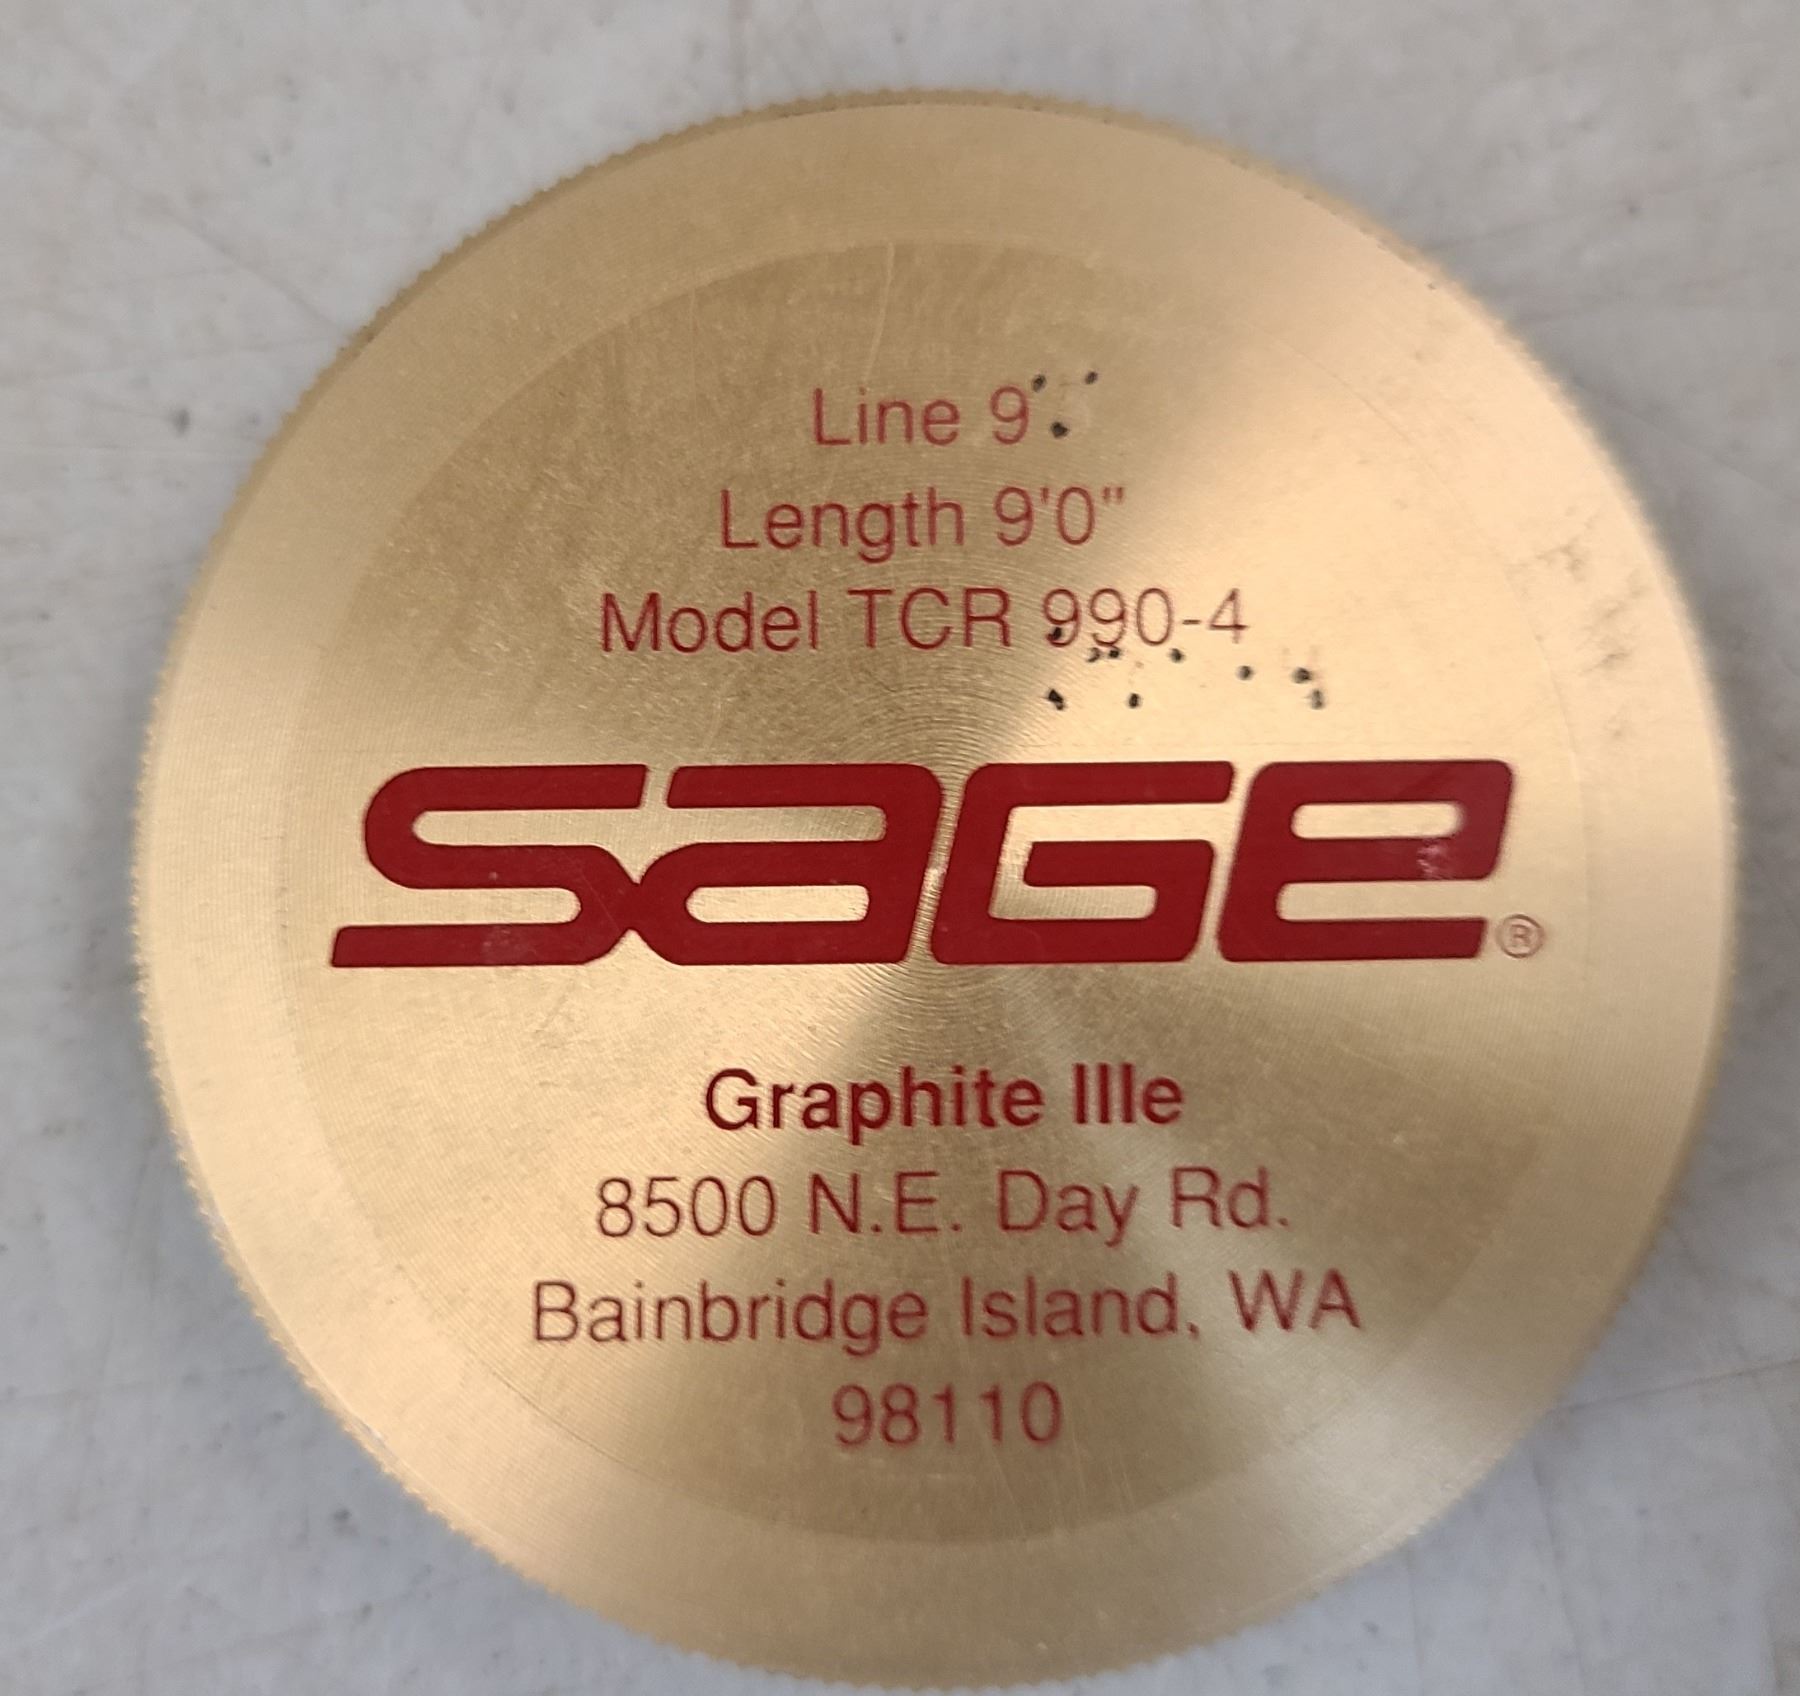 Line 9
Length 9'0"
Model TCR 990-4
SAGE®
Graphite IIIe
8500 N.E. Day Rd.
Bainbridge Island, WA
98110